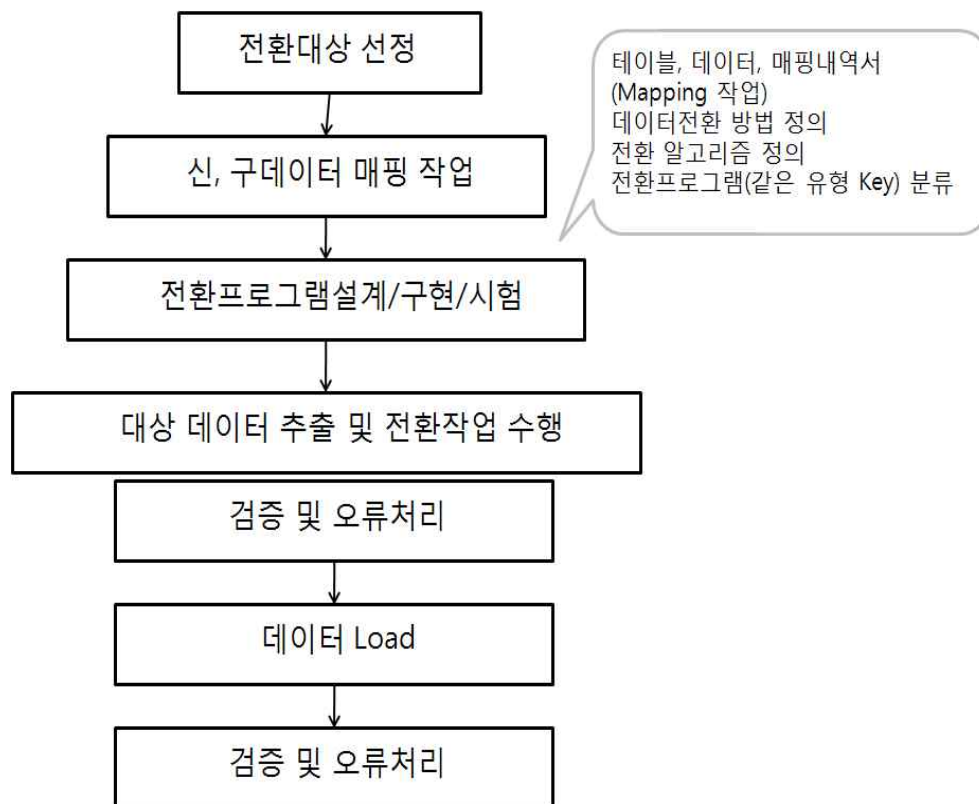 전환대상 선정
테이블, 데이터, 매핑내역서
(Mapping 작업)
데이터전환 방법 정의
전환 알고리즘 정의
전환프로그램(같은 유형 Key) 분류
신, 구데이터 매핑 작업
전환프로그램설계/구현/시험
대상 데이터 추출 및 전환작업 수행
검증 및 오류처리
데이터 Load
검증 및 오류처리